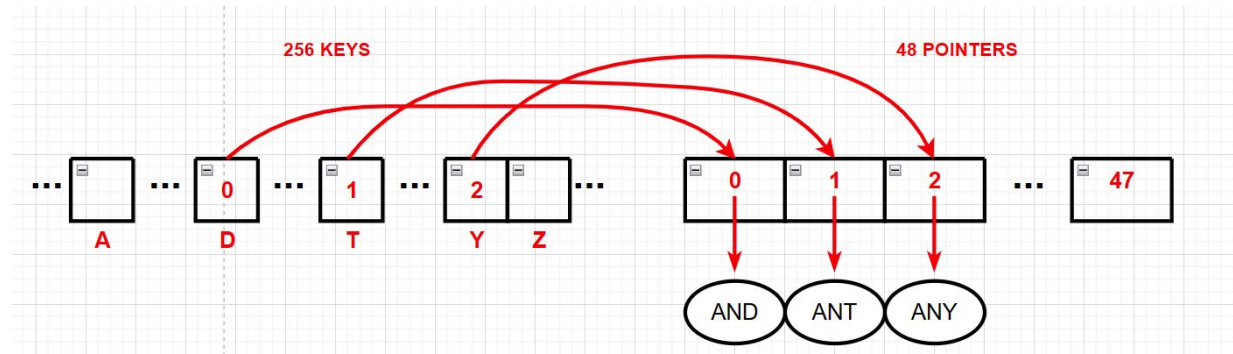 256 KEYS 48 POINTERS
... ... 0 ... 1 ... 2 ... 0 1 2 ... 47
A D T Y Z
AND ANT ANY